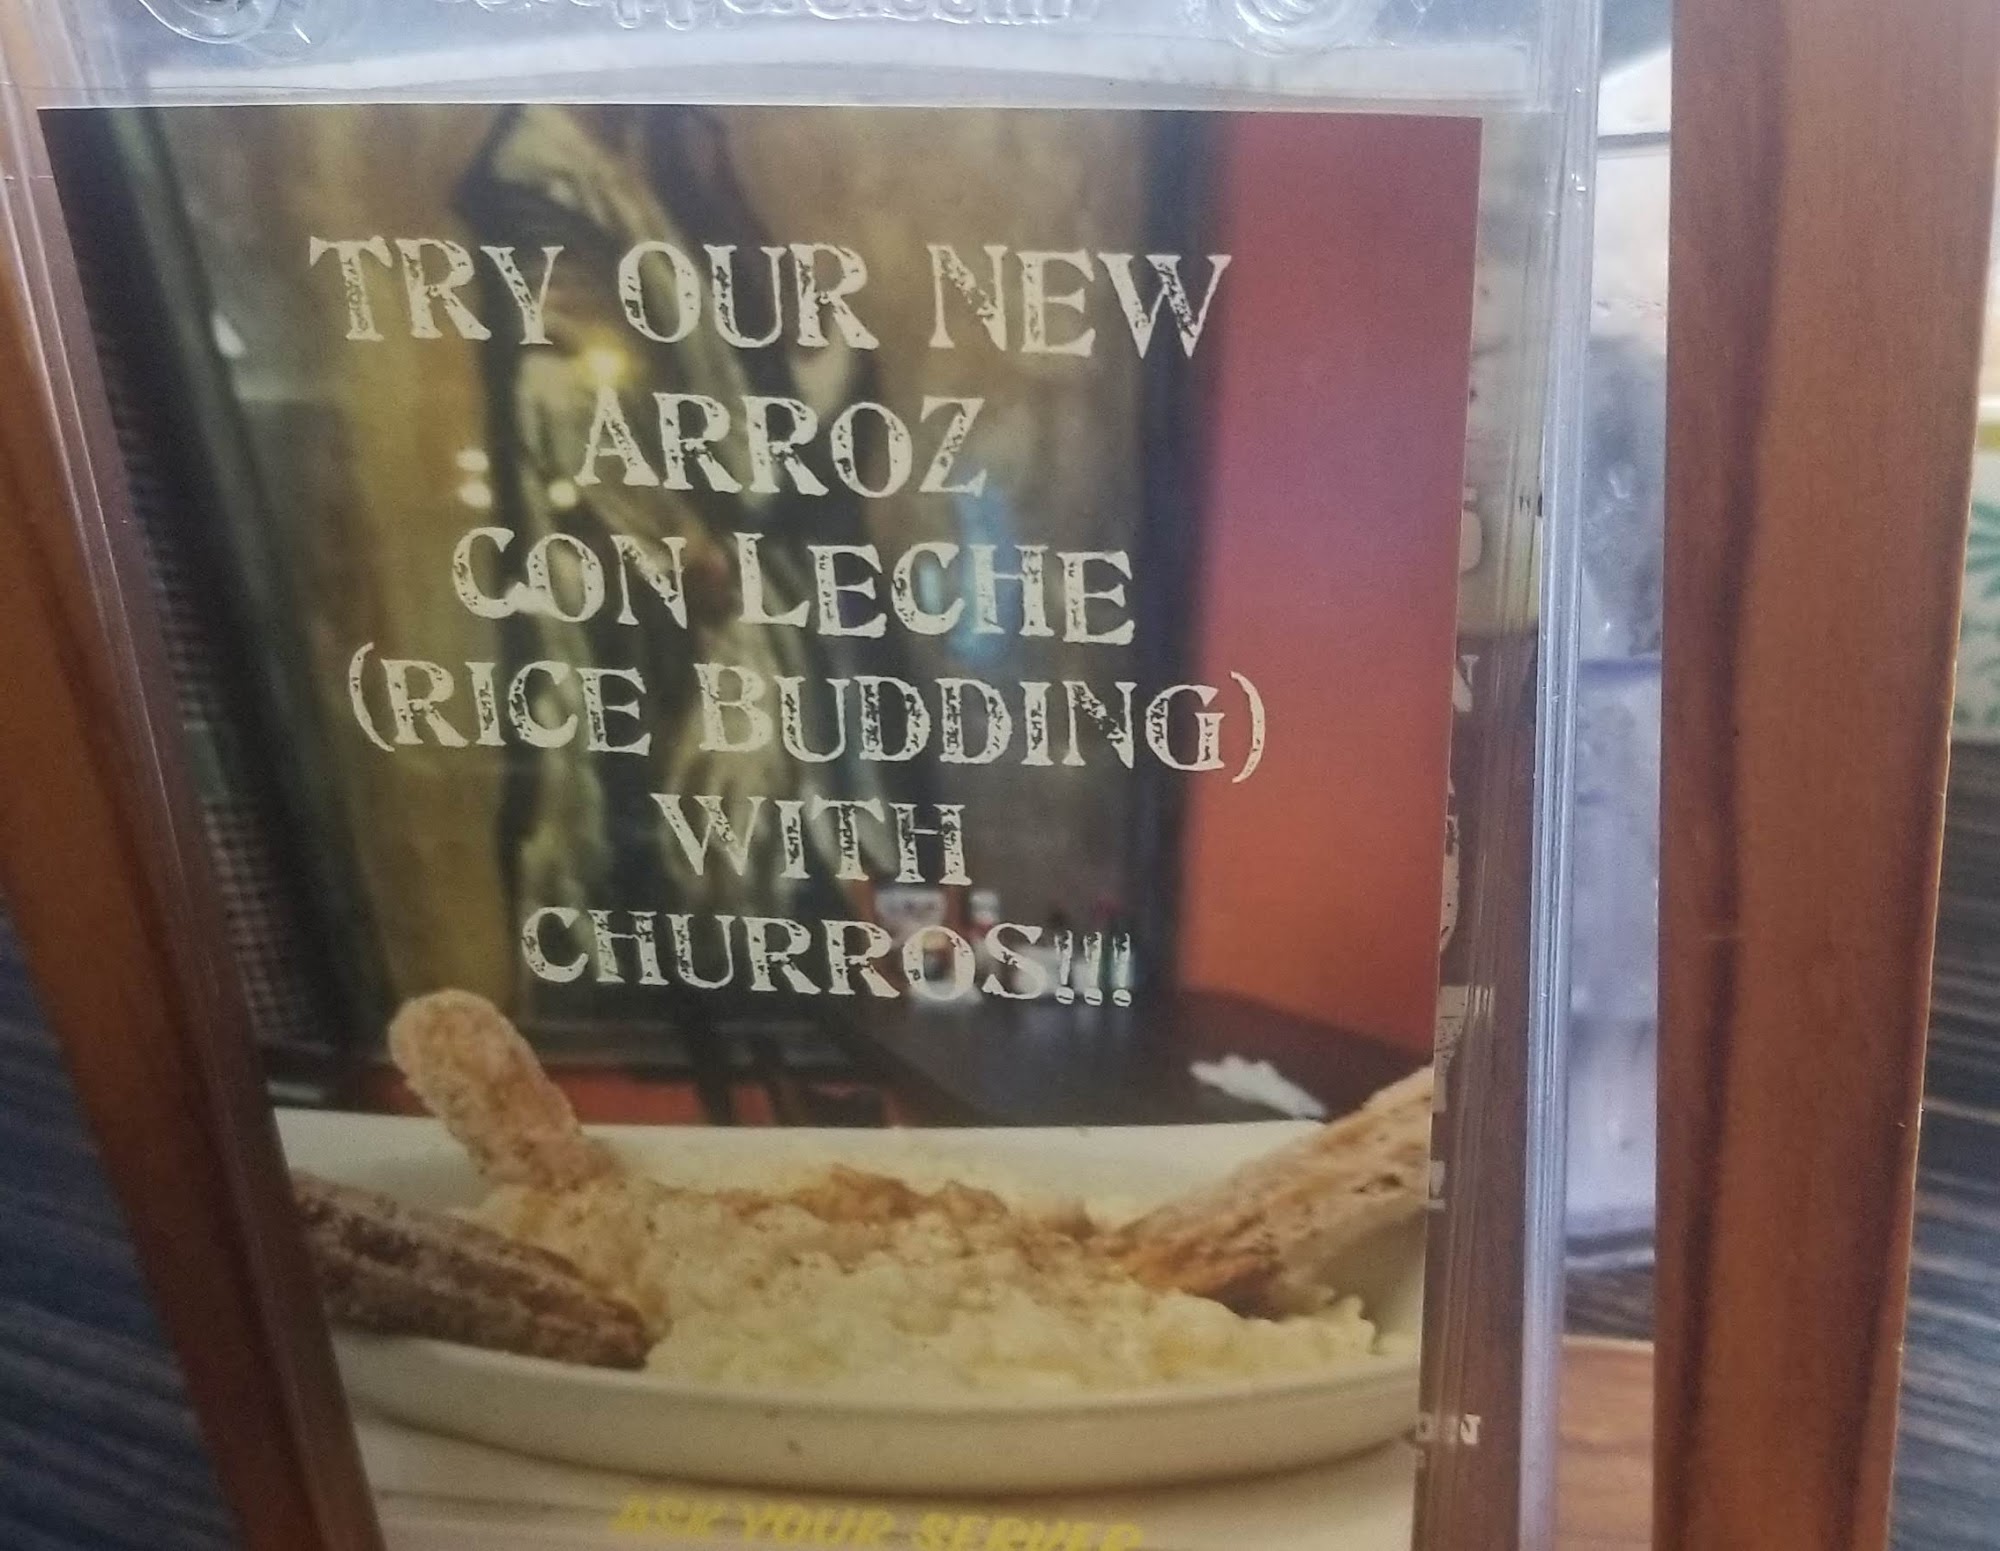 TRY OUR NEW
ARROZ
CON LECHE
(RICE BUDDING)
WITH
CHURROS!!!
ASK YOUR SERVER